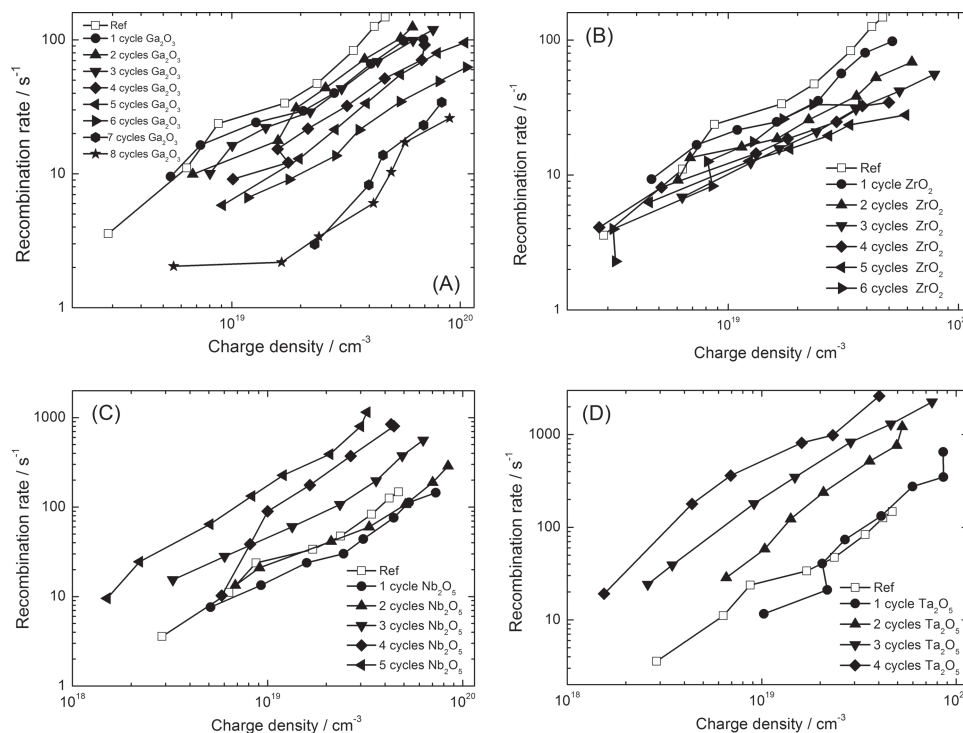 100
10
1
Recombination rate / s⁻¹
Ref
1 cycle Ga₂O₃
2 cycles Ga₂O₃
3 cycles Ga₂O₃
4 cycles Ga₂O₃
5 cycles Ga₂O₃
6 cycles Ga₂O₃
7 cycles Ga₂O₃
8 cycles Ga₂O₃
(A)
10¹⁹
10²⁰
Charge density / cm⁻³
100
10
1
Recombination rate / s⁻¹
(B)
Ref
1 cycle ZrO₂
2 cycles ZrO₂
3 cycles ZrO₂
4 cycles ZrO₂
5 cycles ZrO₂
6 cycles ZrO₂
10¹⁹
10²⁰
Charge density / cm⁻³
1000
100
10
1
Recombination rate / s⁻¹
(C)
Ref
1 cycle Nb₂O₅
2 cycles Nb₂O₅
3 cycles Nb₂O₅
4 cycles Nb₂O₅
5 cycles Nb₂O₅
10¹⁸
10¹⁹
10²⁰
Charge density / cm⁻³
1000
100
10
Recombination rate / s⁻¹
(D)
Ref
1 cycle Ta₂O₅
2 cycles Ta₂O₅
3 cycles Ta₂O₅
4 cycles Ta₂O₅
10¹⁸
10¹⁹
10²⁰
Charge density / cm⁻³